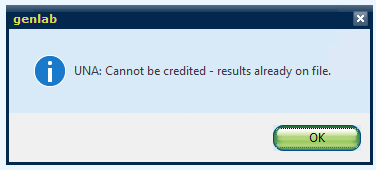 genlab
UNA: Cannot be credited - results already on file.
OK